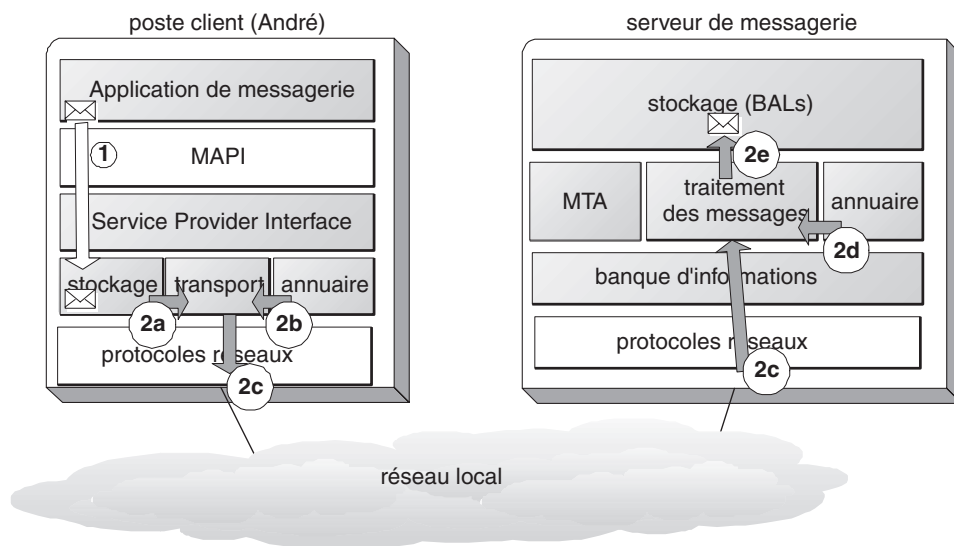 poste client (André)
Application de messagerie
1
MAPI
Service Provider Interface
stockage
transport
annuaire
2a
2b
protocoles réseaux
2c
serveur de messagerie
stockage (BALs)
2e
MTA
traitement
des messages
annuaire
2d
banque d'informations
protocoles réseaux
2c
réseau local